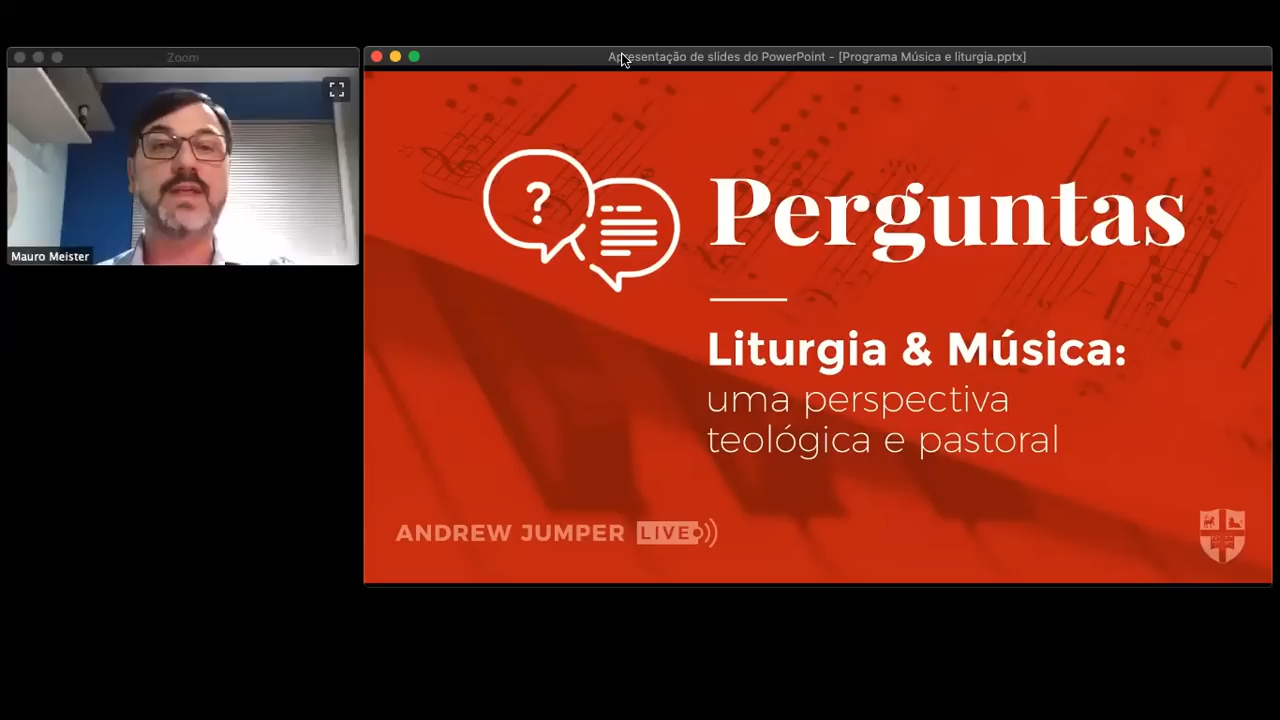 Zoom
Apresentação de slides do PowerPoint - [Programa Música e liturgia.pptx]
Mauro Meister
?
Perguntas
Liturgia & Música:
uma perspectiva
teológica e pastoral
ANDREW JUMPER LIVE